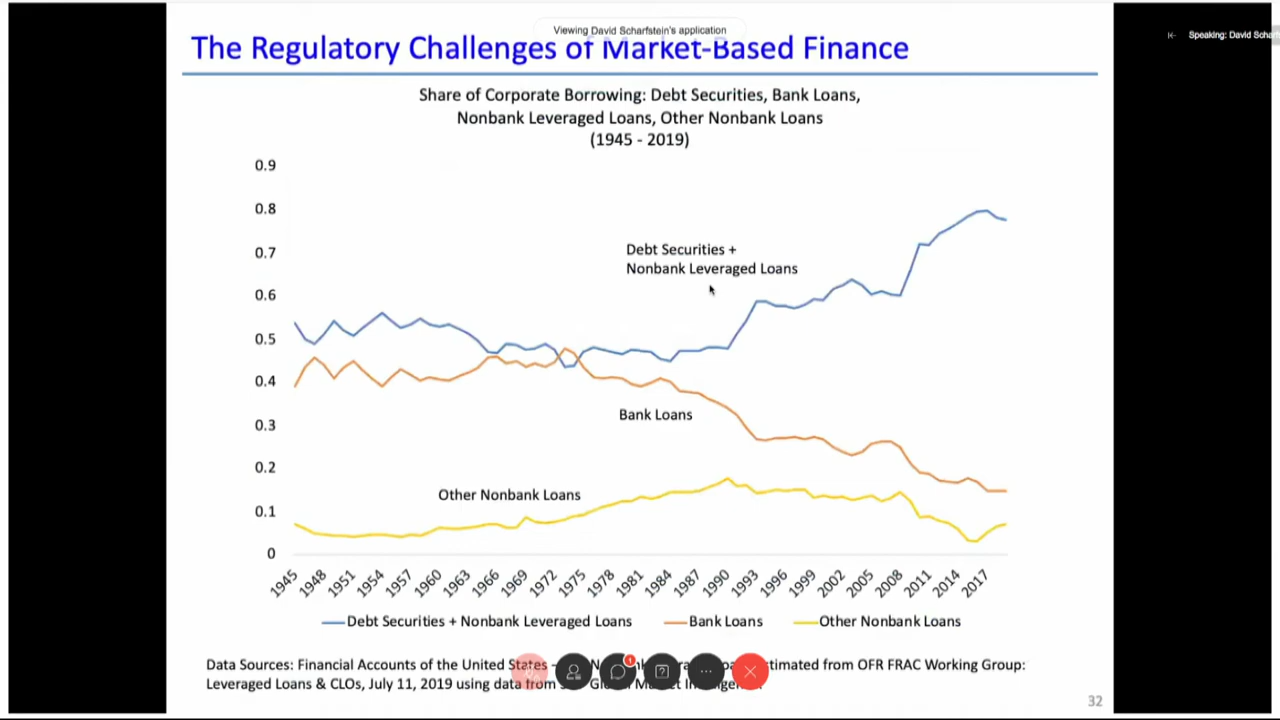 Viewing David Scharfstein's application
Speaking: David Scharf
The Regulatory Challenges of Market-Based Finance
Share of Corporate Borrowing: Debt Securities, Bank Loans,
Nonbank Leveraged Loans, Other Nonbank Loans
(1945 - 2019)
0.9
0.8
0.7
0.6
0.5
0.4
0.3
0.2
0.1
0
Debt Securities +
Nonbank Leveraged Loans
Bank Loans
Other Nonbank Loans
1945 1948 1951 1954 1957 1960 1963 1966 1969 1972 1975 1978 1981 1984 1987 1990 1993 1996 1999 2002 2005 2008 2011 2014 2017
Debt Securities + Nonbank Leveraged Loans Bank Loans Other Nonbank Loans
Data Sources: Financial Accounts of the United States - timated from OFR FRAC Working Group:
1
Leveraged Loans & CLOs, July 11, 2019 using data from
32